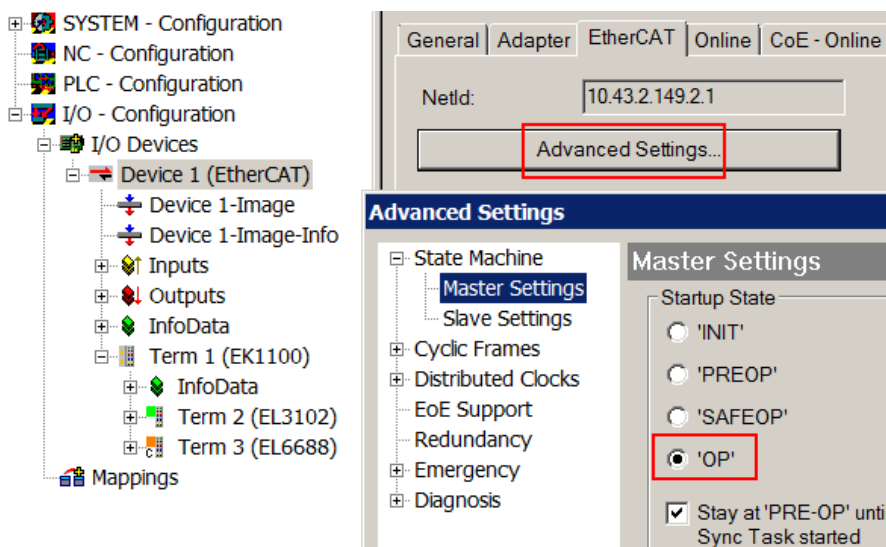 SYSTEM - Configuration
NC - Configuration
PLC - Configuration
I/O - Configuration
I/O Devices
Device 1 (EtherCAT)
Device 1-Image
Device 1-Image-Info
Inputs
Outputs
InfoData
Term 1 (EK1100)
InfoData
Term 2 (EL3102)
Term 3 (EL6688)
Mappings
General Adapter EtherCAT Online CoE - Online
NetId: 10.43.2.149.2.1
Advanced Settings...
Advanced Settings
State Machine
Master Settings
Slave Settings
Cyclic Frames
Distributed Clocks
EoE Support
Redundancy
Emergency
Diagnosis
Master Settings
Startup State
'INIT'
'PREOP'
'SAFEOP'
'OP'
Stay at 'PRE-OP' unti
Sync Task started